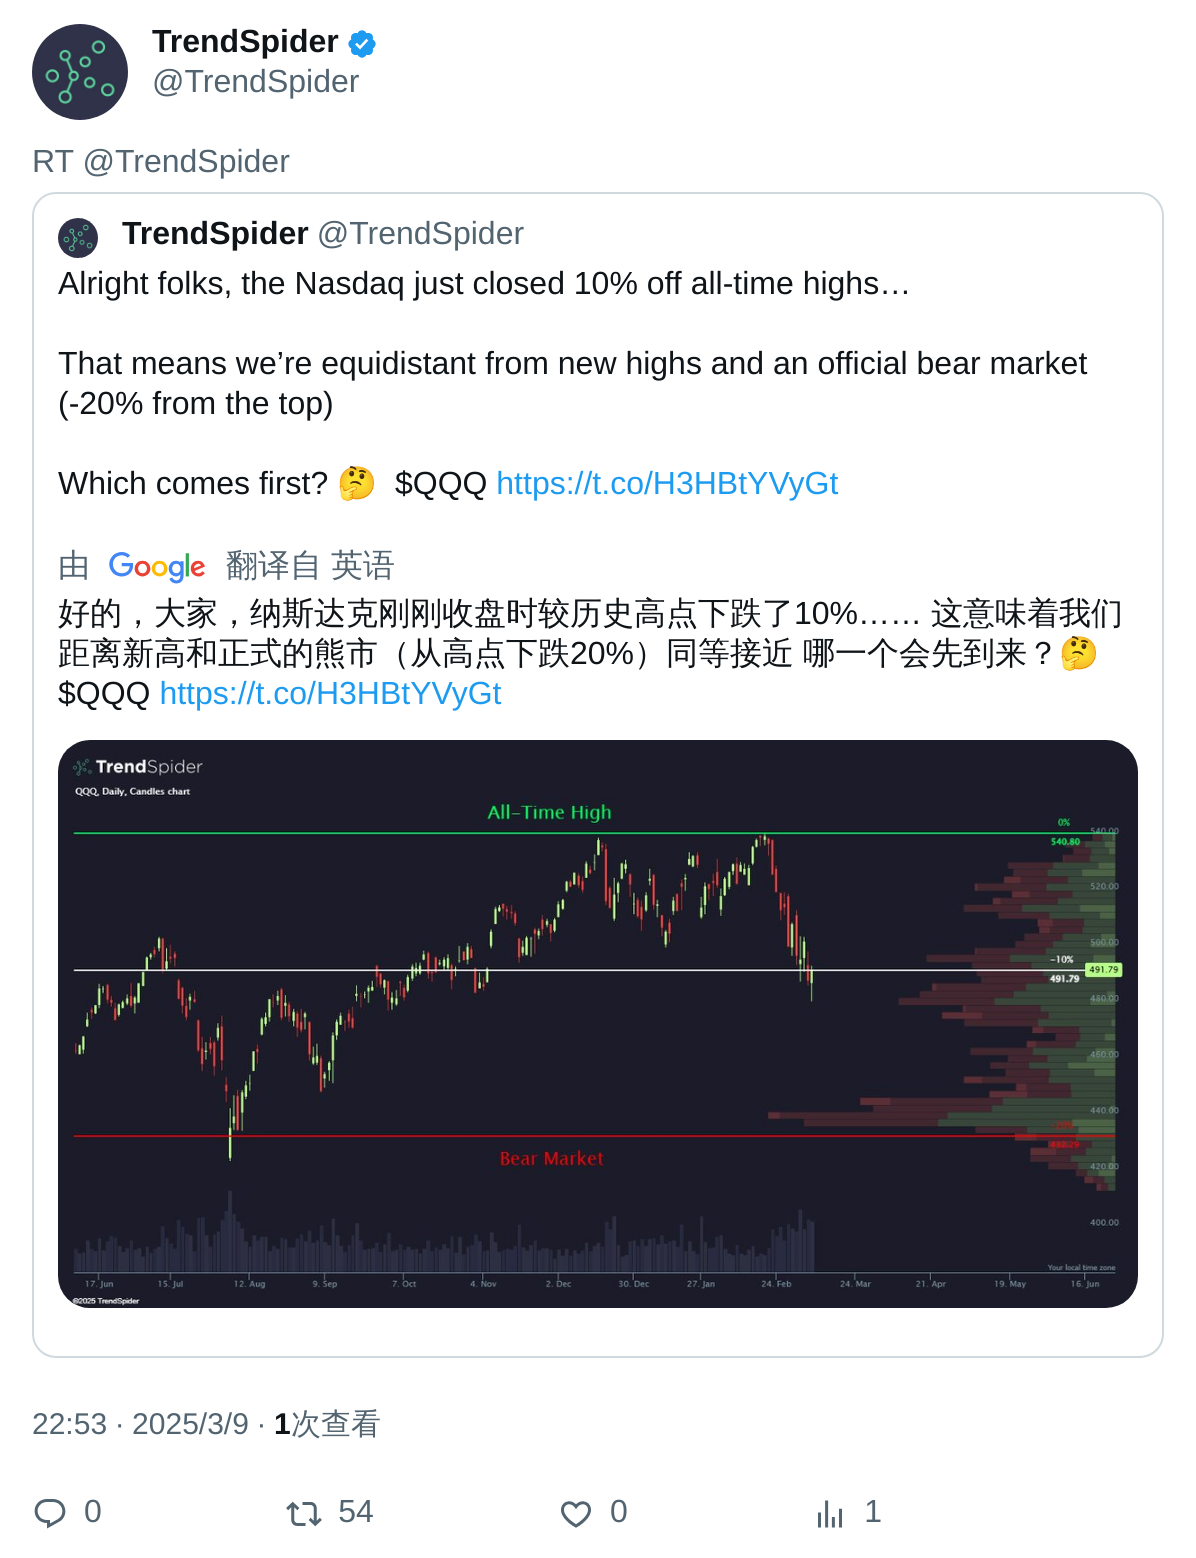 TrendSpider
@TrendSpider
RT @TrendSpider
TrendSpider @TrendSpider
Alright folks, the Nasdaq just closed 10% off all-time highs…
That means we’re equidistant from new highs and an official bear market
(-20% from the top)
Which comes first? 🤔 $QQQ https://t.co/H3HBtYVyGt
由 Google 翻译自 英语
好的，大家，纳斯达克刚刚收盘时较历史高点下跌了10%…… 这意味着我们
距离新高和正式的熊市（从高点下跌20%）同等接近 哪一个会先到来？🤔
$QQQ https://t.co/H3HBtYVyGt
TrendSpider
QQQ, Daily, Candles chart
All-Time High
0%
540.00
540.80
520.00
500.00
-10%
491.79
491.79
480.00
460.00
440.00
Bear Market
420.00
400.00
Your local time zone
17. Jun 15. Jul 12. Aug 9. Sep 7. Oct 4. Nov 2. Dec 30. Dec 27. Jan 24. Feb 24. Mar 21. Apr 19. May 16. Jun
©2025 TrendSpider
22:53 · 2025/3/9 · 1次查看
0 54 0 1